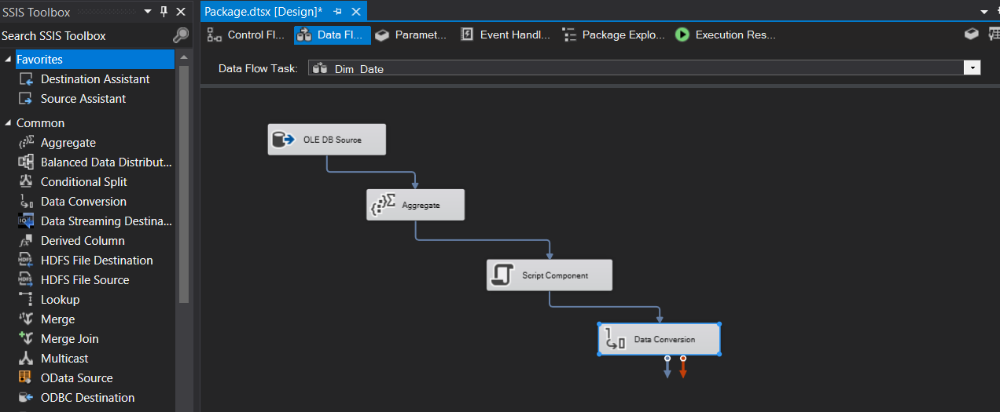 SSIS Toolbox
Search SSIS Toolbox
Favorites
Destination Assistant
Source Assistant
Common
Aggregate
Balanced Data Distribut...
Conditional Split
Data Conversion
Data Streaming Destina...
Derived Column
HDFS File Destination
HDFS File Source
Lookup
Merge
Merge Join
Multicast
OData Source
ODBC Destination
Package.dtsx [Design]*
Control Fl...
Data Fl...
Paramet...
Event Handl...
Package Explo...
Execution Res...
Data Flow Task:
Dim Date
OLE DB Source
Aggregate
Script Component
Data Conversion